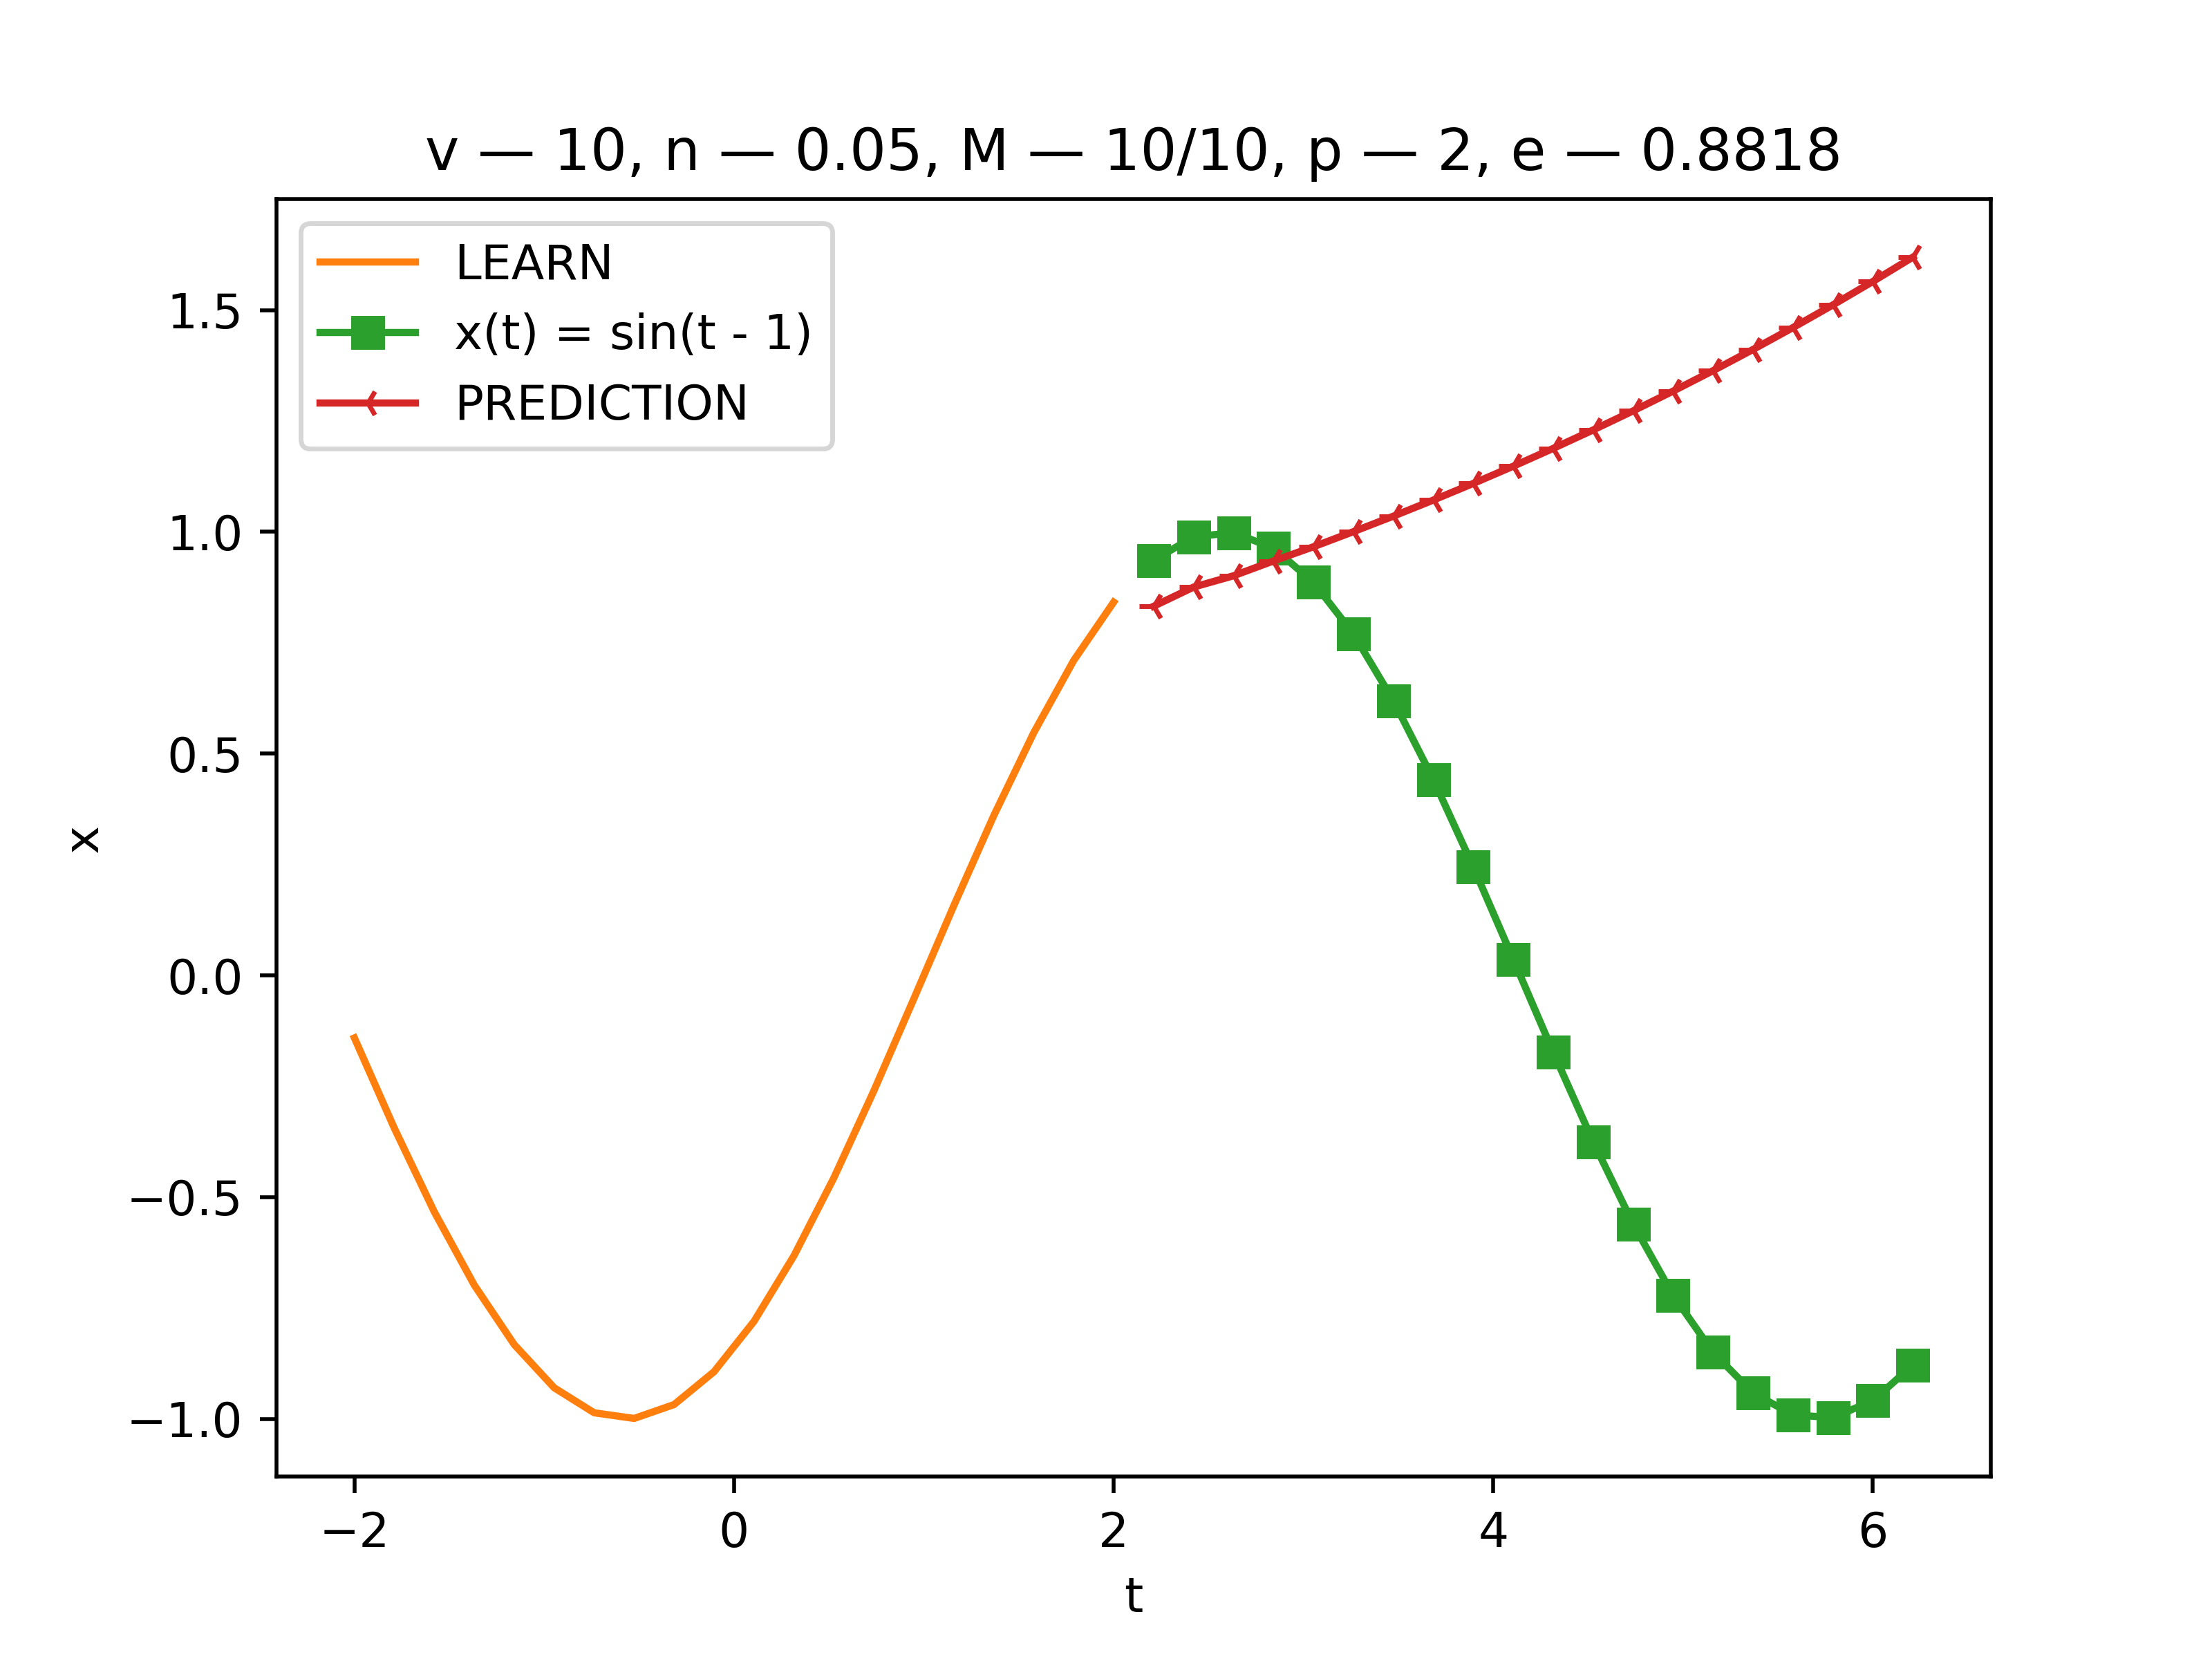 v — 10, n — 0.05, M — 10/10, p — 2, e — 0.8818
LEARN
x(t) = sin(t - 1)
PREDICTION
1.5
1.0
0.5
0.0
−0.5
−1.0
x
−2 0 2 4 6
t